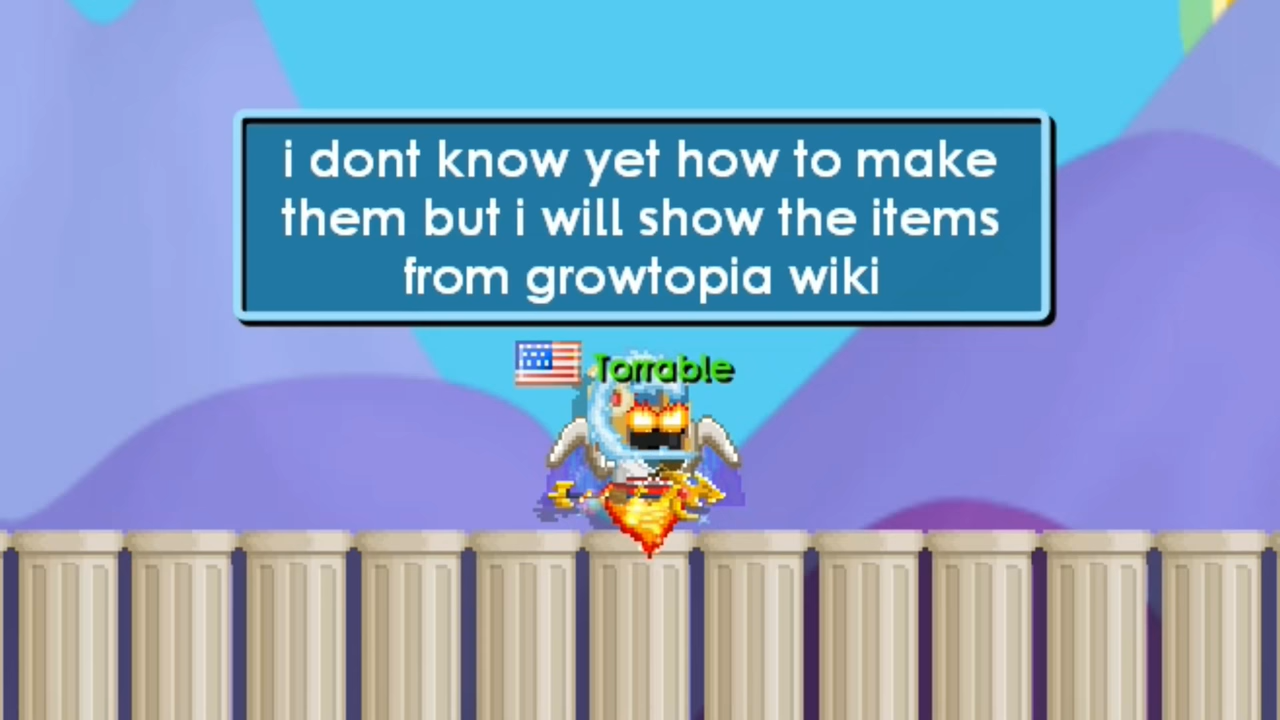 i dont know yet how to make
them but i will show the items
from growtopia wiki
Torrable